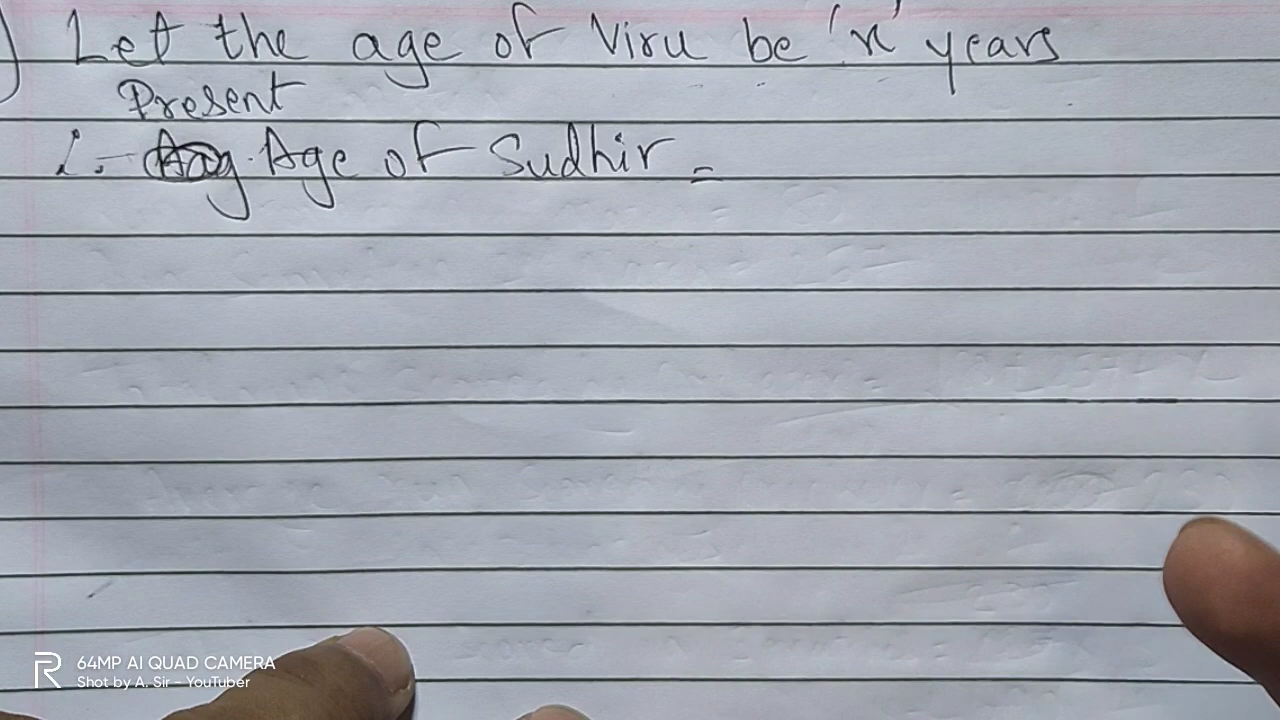 Let the age of Viru be 'x' years
Present
∴ Age of Sudhir =
64MP AI QUAD CAMERA
Shot by A. Sir - YouTuber